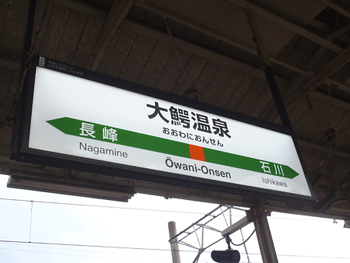 大鰐温泉
おおわにおんせん
長峰
Nagamine
Ōwani-Onsen
石川
Ishikawa